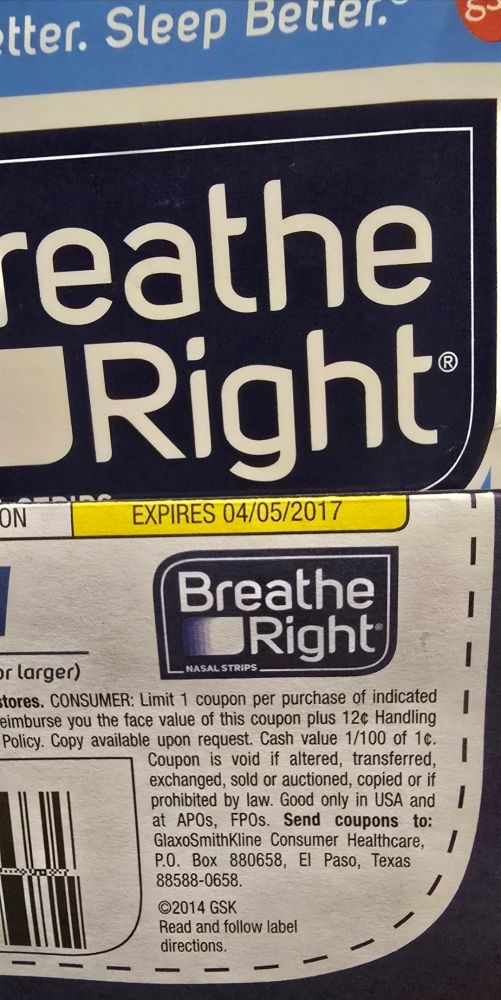 etter. Sleep Better.®
gs
reathe
Right®
ON EXPIRES 04/05/2017
Breathe
Right®
NASAL STRIPS
or larger)
stores. CONSUMER: Limit 1 coupon per purchase of indicated
eimburse you the face value of this coupon plus 12¢ Handling
Policy. Copy available upon request. Cash value 1/100 of 1¢.
Coupon is void if altered, transferred,
exchanged, sold or auctioned, copied or if
prohibited by law. Good only in USA and
at APOs, FPOs. Send coupons to:
GlaxoSmithKline Consumer Healthcare,
P.O. Box 880658, El Paso, Texas
88588-0658.
©2014 GSK
Read and follow label
directions.